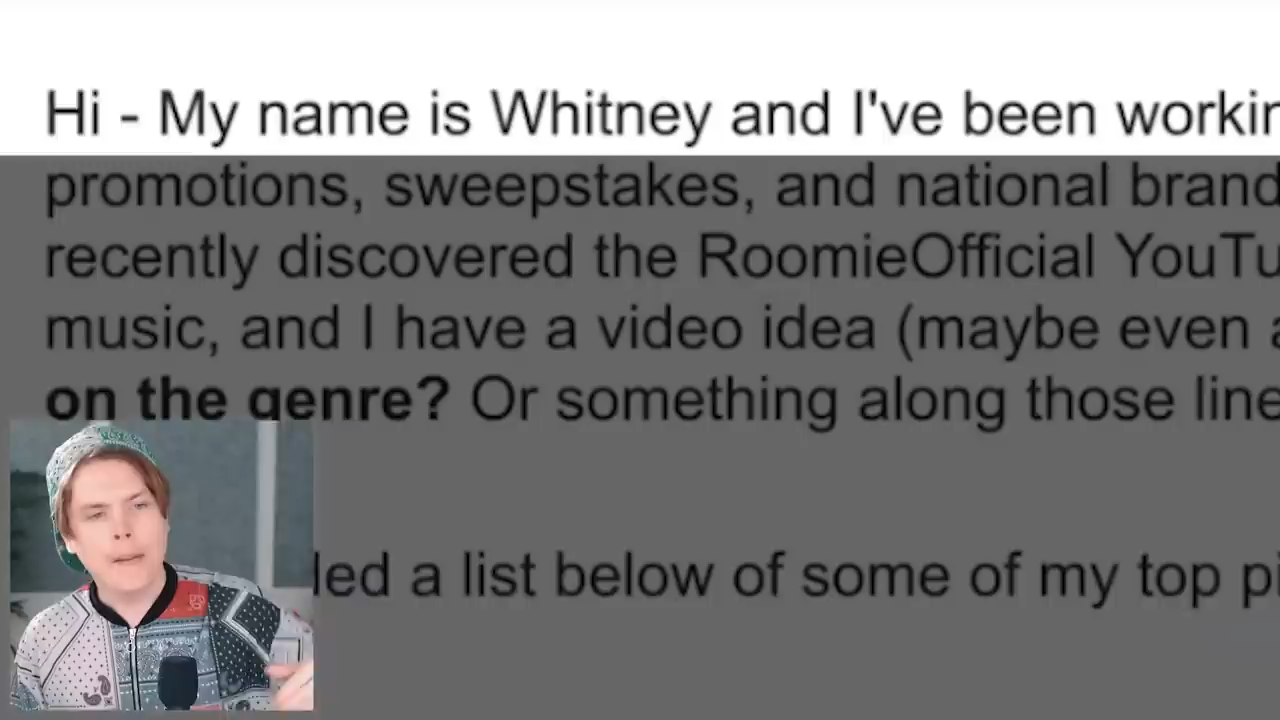 Hi - My name is Whitney and I've been workin
promotions, sweepstakes, and national brand
recently discovered the RoomieOfficial YouTu
music, and I have a video idea (maybe even a
on the genre? Or something along those line
led a list below of some of my top pi